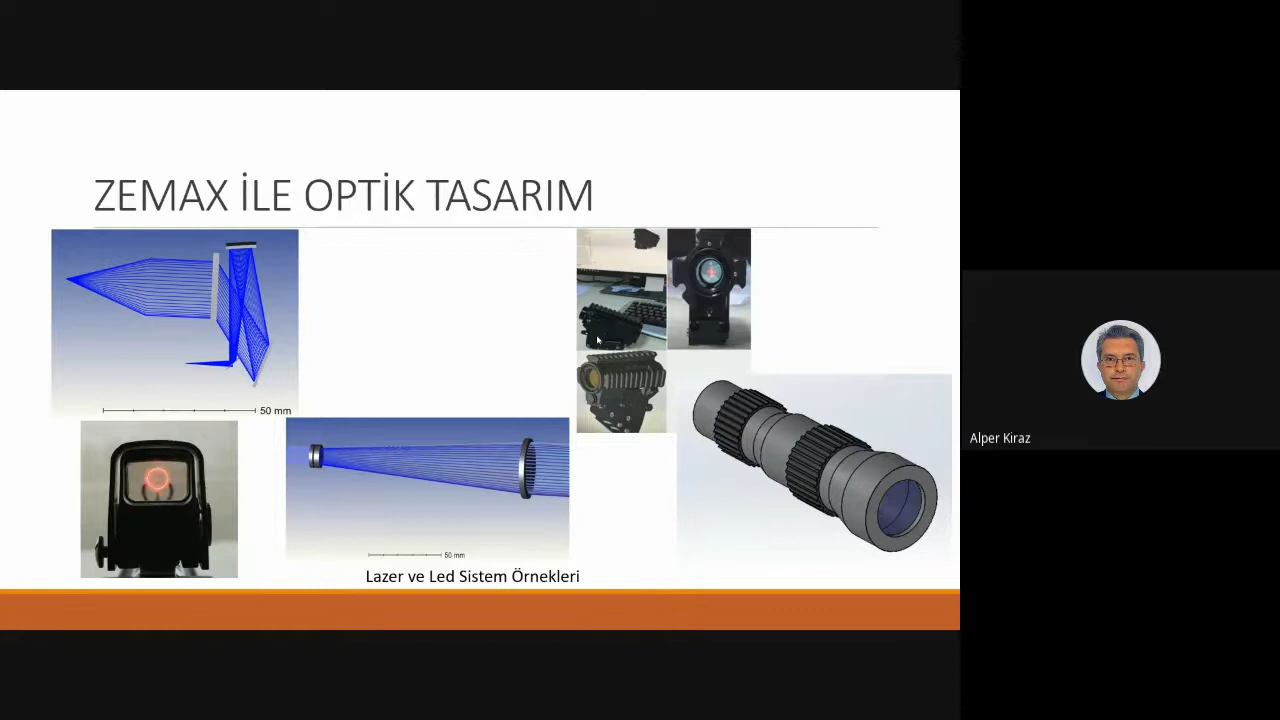 ZEMAX İLE OPTİK TASARIM
50 mm
50 mm
Lazer ve Led Sistem Örnekleri
Alper Kiraz